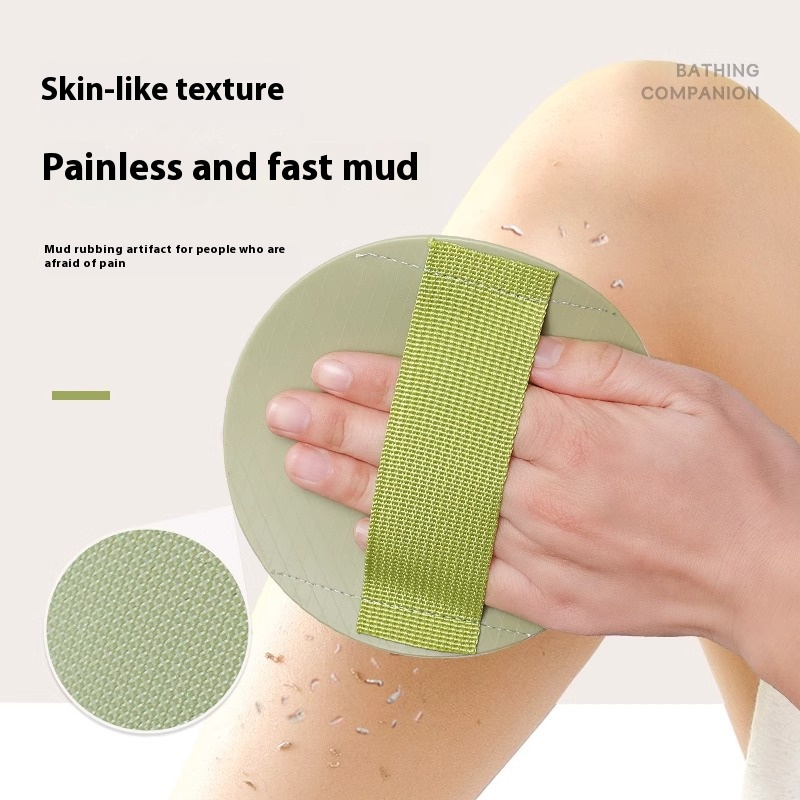 BATHING
COMPANION
Skin-like texture
Painless and fast mud
Mud rubbing artifact for people who are
afraid of pain